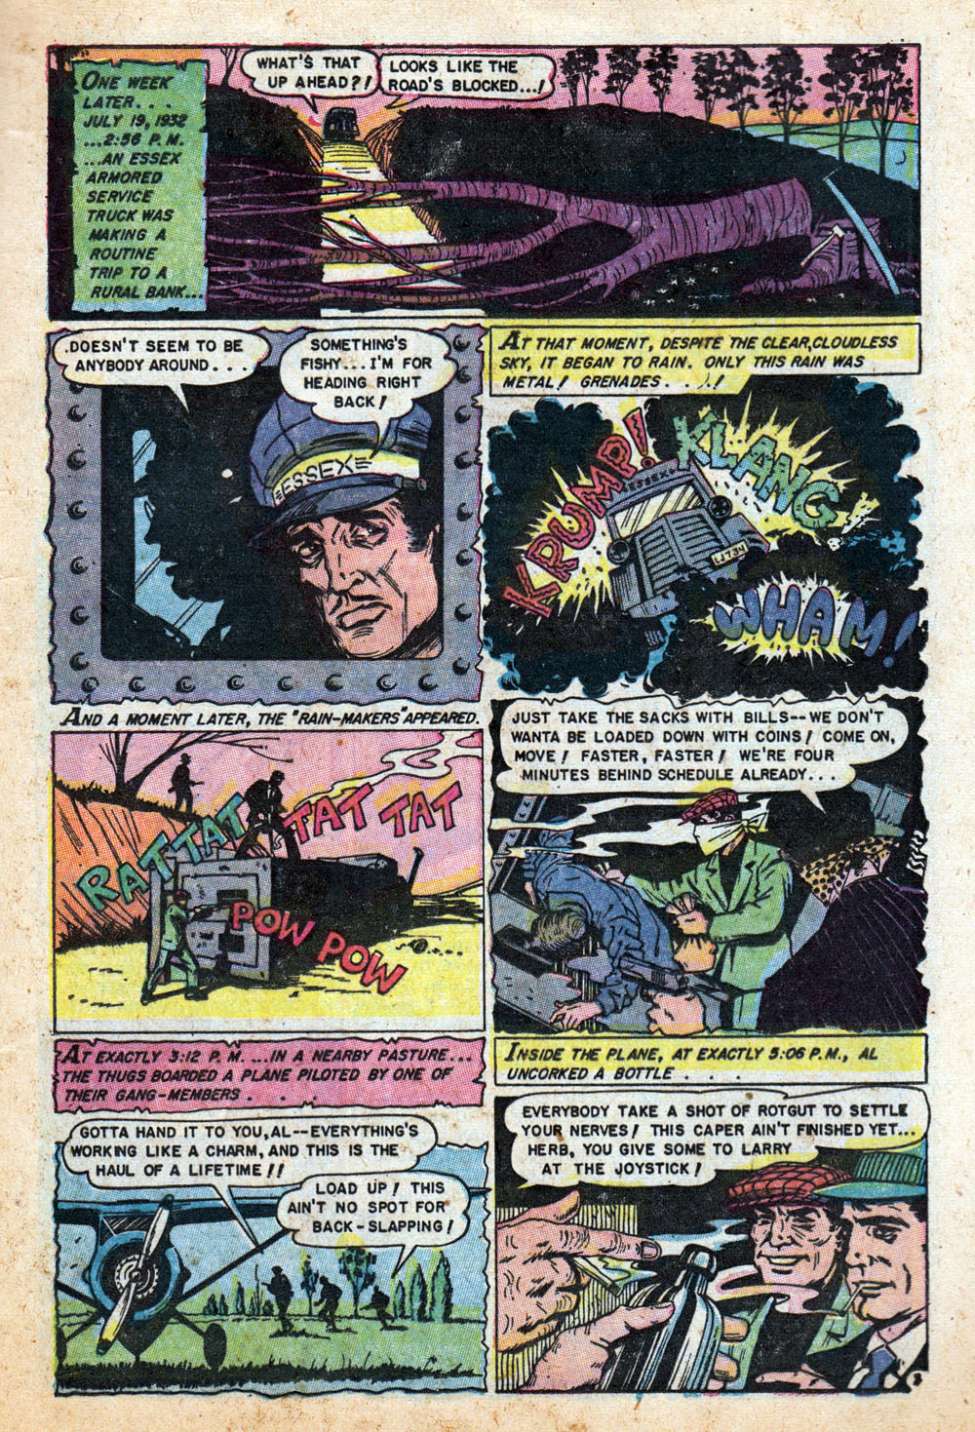 ONE WEEK
LATER...
JULY 19, 1932
...2:56 P.M.
...AN ESSEX
ARMORED
SERVICE
TRUCK WAS
MAKING A
ROUTINE
TRIP TO A
RURAL BANK...
WHAT'S THAT
UP AHEAD?!
LOOKS LIKE THE
ROAD'S BLOCKED...!
DOESN'T SEEM TO BE
ANYBODY AROUND...
SOMETHING'S
FISHY...I'M FOR
HEADING RIGHT
BACK!
ESSEX
AT THAT MOMENT, DESPITE THE CLEAR, CLOUDLESS
SKY, IT BEGAN TO RAIN. ONLY THIS RAIN WAS
METAL! GRENADES...!
KRUMP!
KLANG
ESSEX
WHAM!
AND A MOMENT LATER, THE "RAIN-MAKERS" APPEARED.
RAT TAT TAT TAT TAT
POW POW
JUST TAKE THE SACKS WITH BILLS--WE DON'T
WANTA BE LOADED DOWN WITH COINS! COME ON,
MOVE! FASTER, FASTER! WE'RE FOUR
MINUTES BEHIND SCHEDULE ALREADY...
AT EXACTLY 3:12 P.M. ...IN A NEARBY PASTURE...
THE THUGS BOARDED A PLANE PILOTED BY ONE OF
THEIR GANG-MEMBERS...
GOTTA HAND IT TO YOU, AL--EVERYTHING'S
WORKING LIKE A CHARM, AND THIS IS THE
HAUL OF A LIFETIME!!
LOAD UP! THIS
AIN'T NO SPOT FOR
BACK-SLAPPING!
INSIDE THE PLANE, AT EXACTLY 5:06 P.M., AL
UNCORKED A BOTTLE...
EVERYBODY TAKE A SHOT OF ROTGUT TO SETTLE
YOUR NERVES! THIS CAPER AIN'T FINISHED YET...
HERB, YOU GIVE SOME TO LARRY
AT THE JOYSTICK!